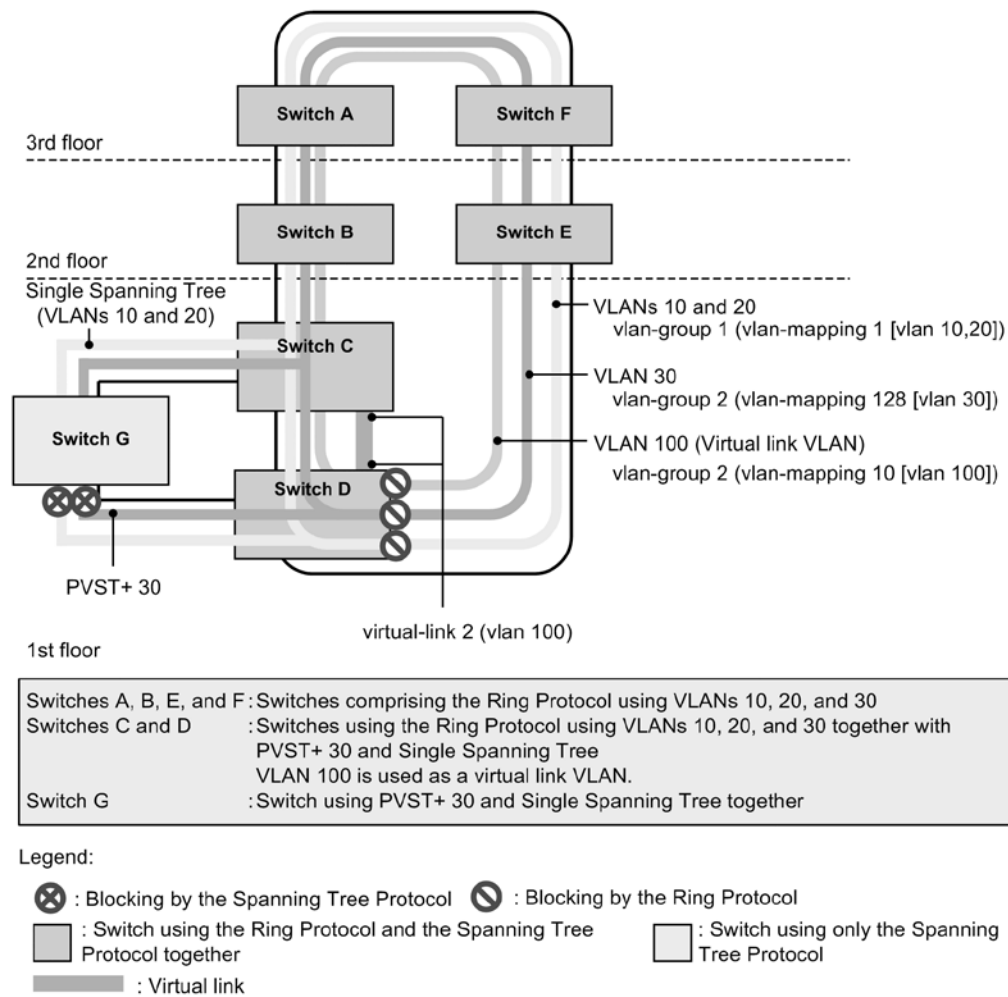 Switch A
Switch F
3rd floor
Switch B
Switch E
2nd floor
Single Spanning Tree
(VLANs 10 and 20)
VLANs 10 and 20
vlan-group 1 (vlan-mapping 1 [vlan 10,20])
Switch C
VLAN 30
vlan-group 2 (vlan-mapping 128 [vlan 30])
Switch G
VLAN 100 (Virtual link VLAN)
vlan-group 2 (vlan-mapping 10 [vlan 100])
Switch D
PVST+ 30
virtual-link 2 (vlan 100)
1st floor
Switches A, B, E, and F : Switches comprising the Ring Protocol using VLANs 10, 20, and 30
Switches C and D : Switches using the Ring Protocol using VLANs 10, 20, and 30 together with
PVST+ 30 and Single Spanning Tree
VLAN 100 is used as a virtual link VLAN.
Switch G : Switch using PVST+ 30 and Single Spanning Tree together
Legend:
: Blocking by the Spanning Tree Protocol : Blocking by the Ring Protocol
: Switch using the Ring Protocol and the Spanning Tree
Protocol together
: Switch using only the Spanning
Tree Protocol
: Virtual link